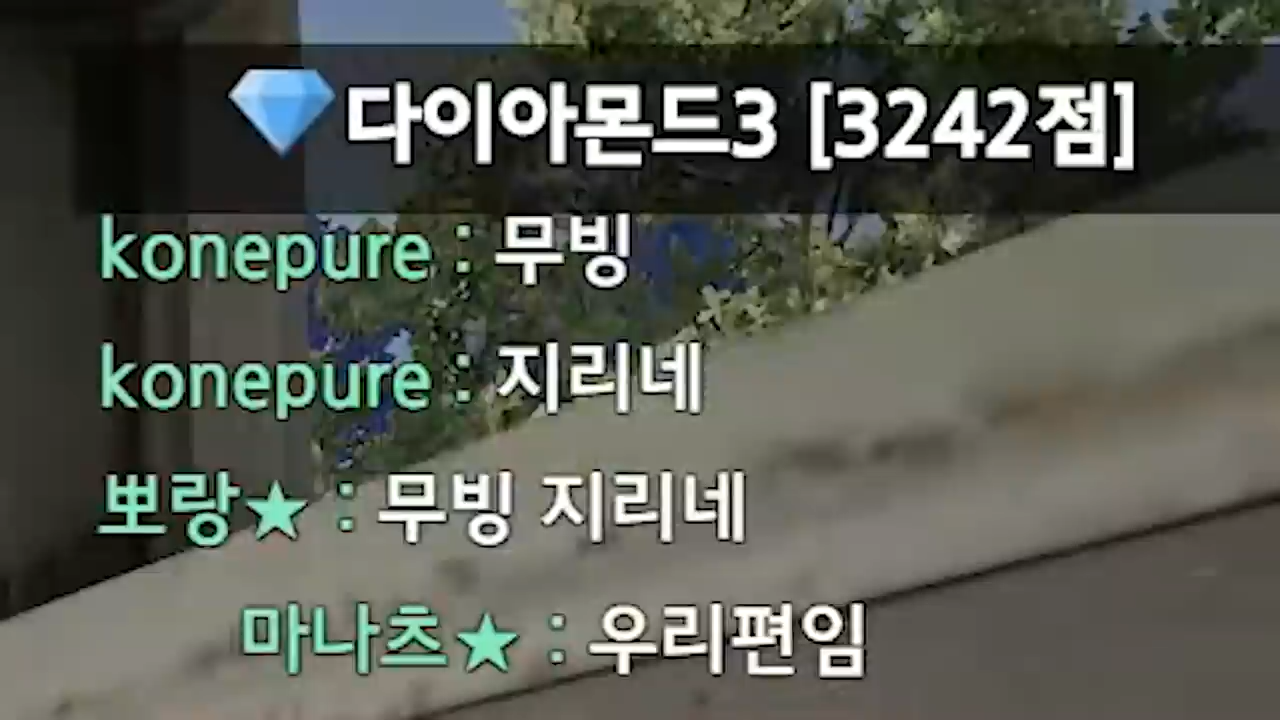 다이아몬드3 [3242점]
konepure : 무빙
konepure : 지리네
뽀랑★ : 무빙 지리네
마나츠★ : 우리편임